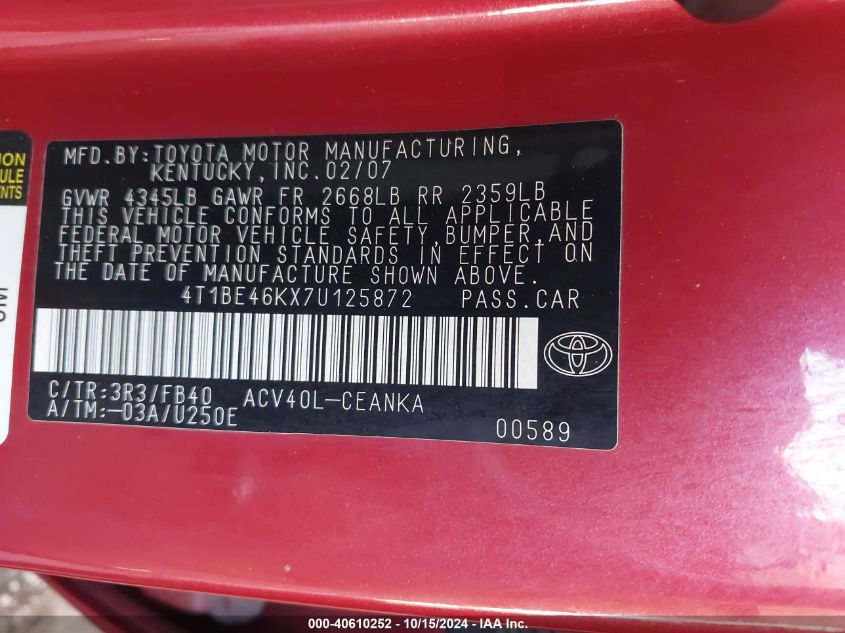 MFD.BY:TOYOTA MOTOR MANUFACTURING,
KENTUCKY,INC.02/07
GVWR 4345LB GAWR FR 2668LB RR 2359LB
THIS VEHICLE CONFORMS TO ALL APPLICABLE
FEDERAL MOTOR VEHICLE SAFETY,BUMPER,AND
THEFT PREVENTION STANDARDS IN EFFECT ON
THE DATE OF MANUFACTURE SHOWN ABOVE.
4T1BE46KX7U125872 PASS.CAR
C/TR:3R3/FB40 ACV40L-CEANKA
A/TM:-03A/U250E
00589
000-40610252 - 10/15/2024 - IAAI.COM